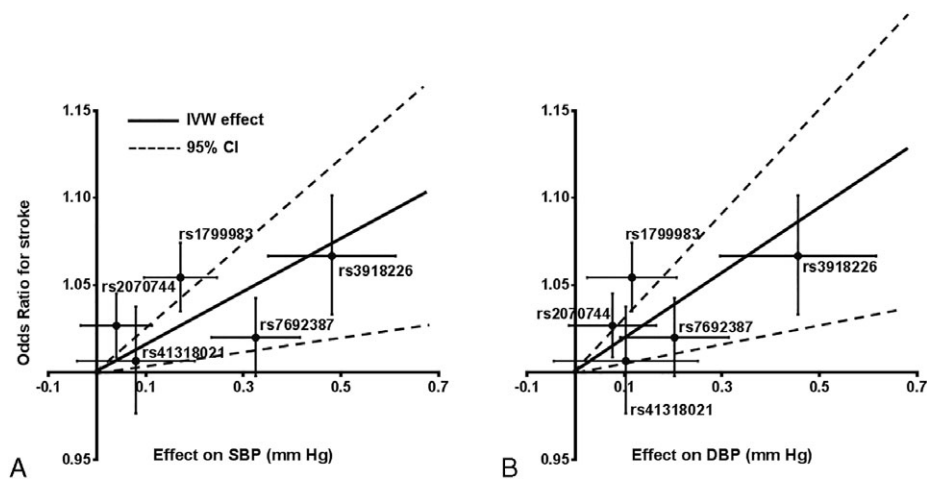 1.15
IVW effect
95% CI
1.10
rs1799983
rs3918226
1.05
rs2070744
rs7692387
rs41318021
-0.1
0.1
0.3
0.5
0.7
0.95
Odds Ratio for stroke
Effect on SBP (mm Hg)
A
1.15
1.10
rs1799983
rs3918226
1.05
rs2070744
rs7692387
rs41318021
-0.1
0.1
0.3
0.5
0.7
0.95
Effect on DBP (mm Hg)
B